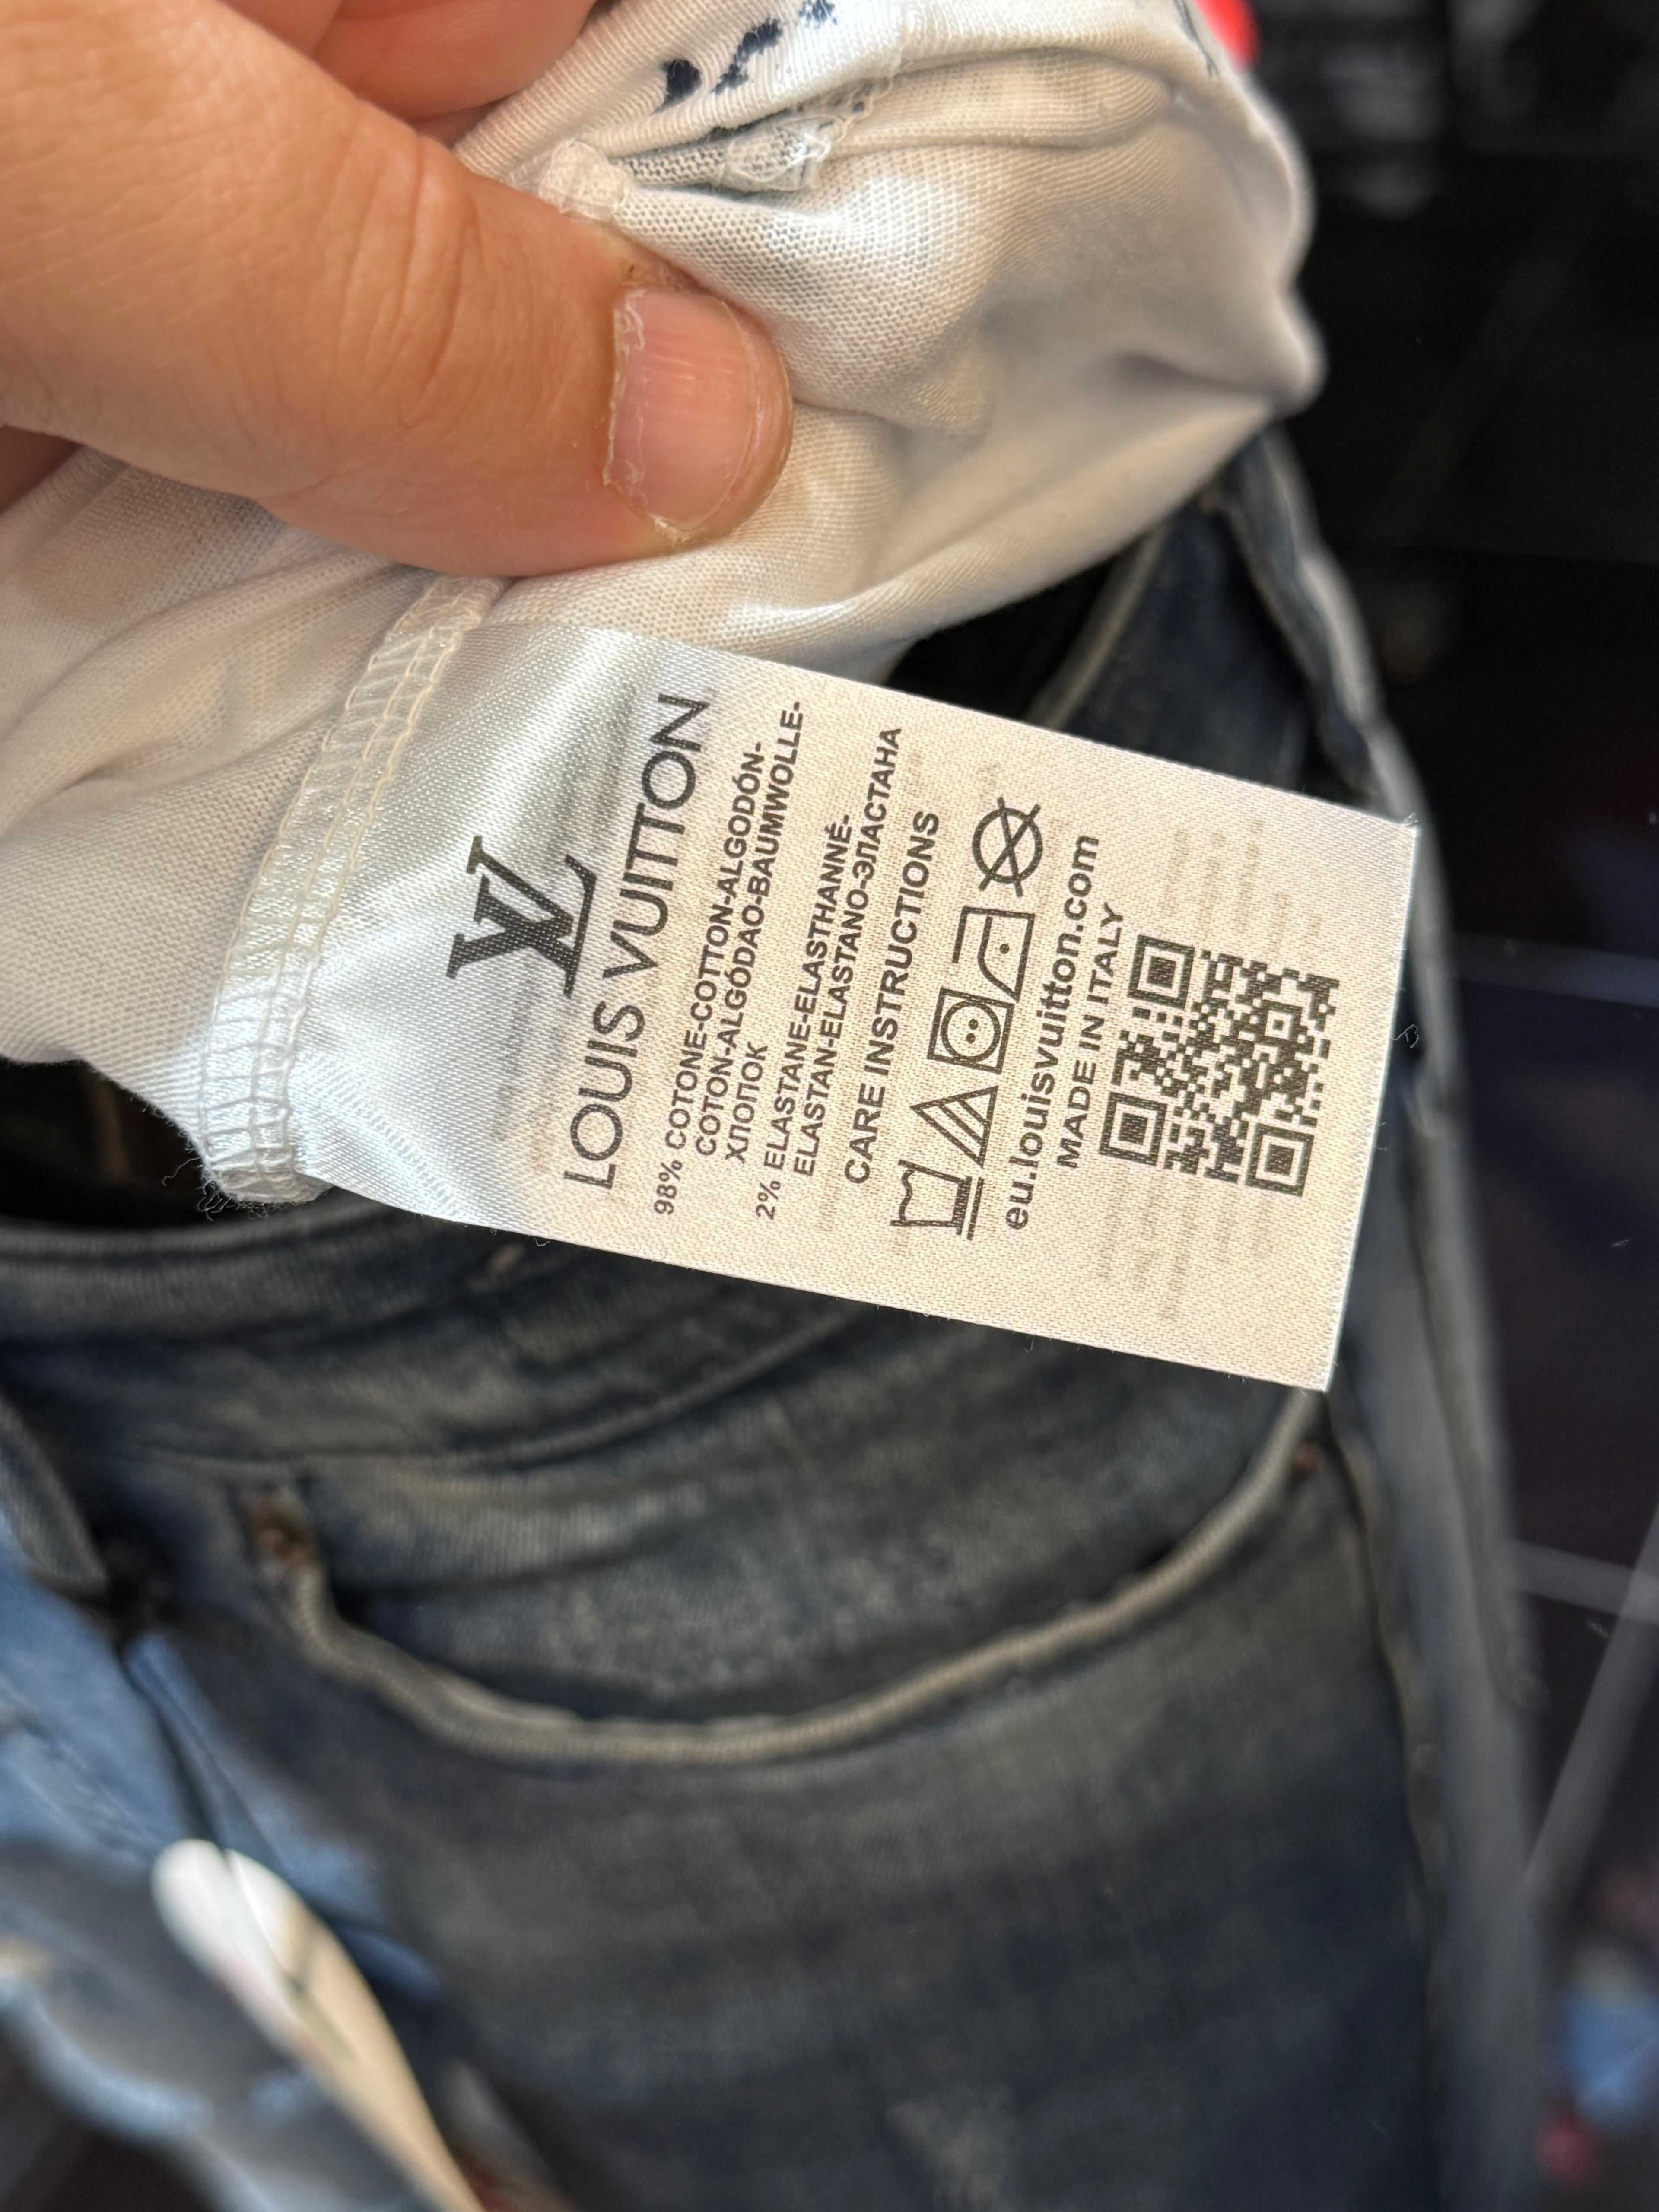 LV
LOUIS VUITTON
98% COTONE-COTTON-ALGODÓN-
COTON-ALGÓDAO-BAUMWOLLE-
ХЛОПОК
2% ELASTANE-ELASTHANNÉ-
ELASTAN-ELASTANO-ЭЛАСТАНА
CARE INSTRUCTIONS
eu.louisvuitton.com
MADE IN ITALY